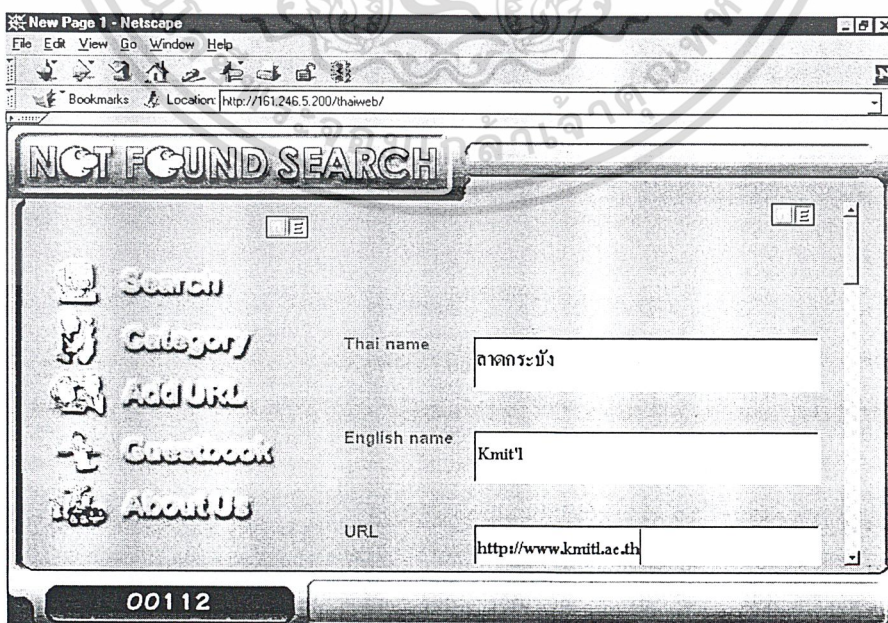 New Page 1 - Netscape
File Edit View Go Window Help
Bookmarks Location: http://161.246.5.200/thaiweb/
NOT FOUND SEARCH
E
E
Search
Category
Add URL
Guestbook
About Us
Thai name
ลาดกระบัง
English name
Kmit'l
URL
http://www.kmitl.ac.th
00112